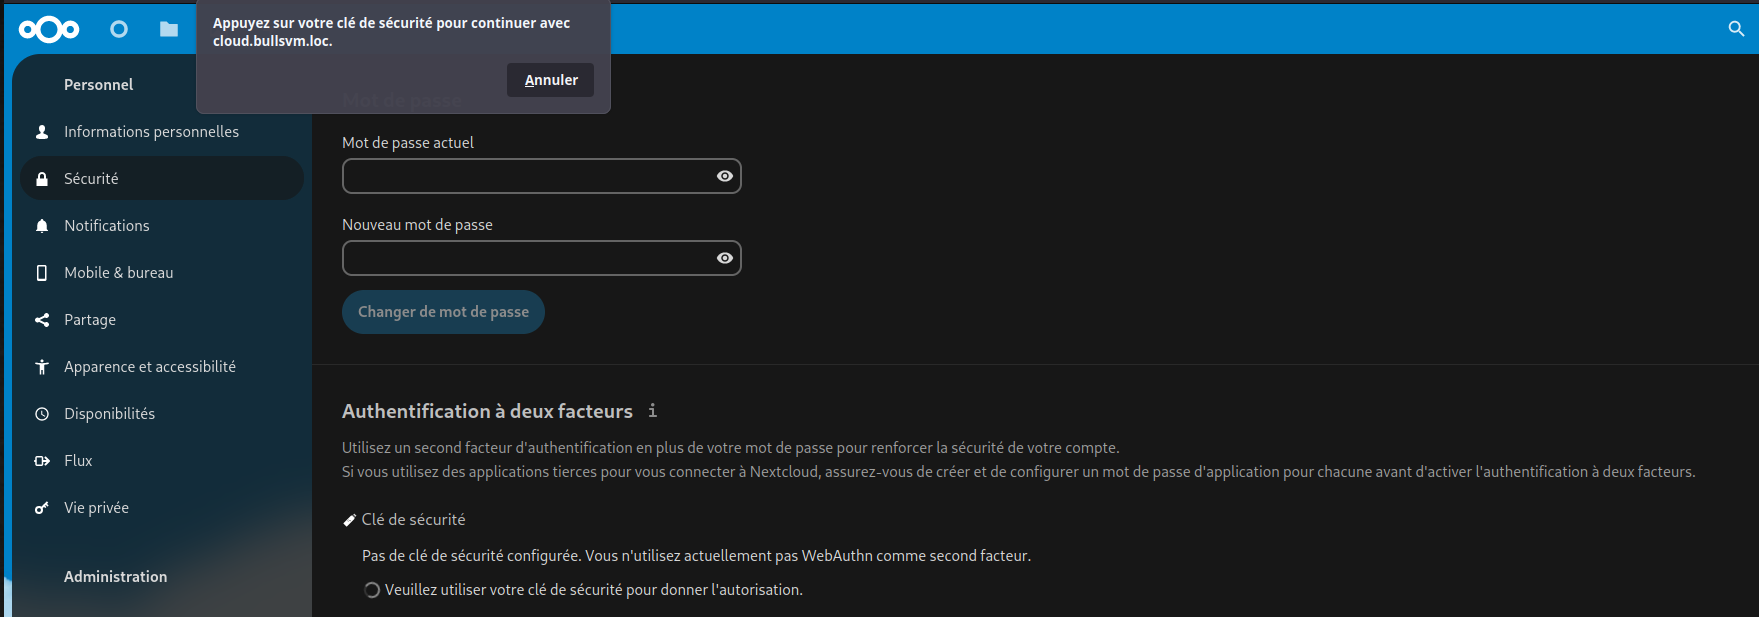 Appuyez sur votre clé de sécurité pour continuer avec
cloud.bullsvm.loc.
Annuler
Personnel
Informations personnelles
Sécurité
Notifications
Mobile & bureau
Partage
Apparence et accessibilité
Disponibilités
Flux
Vie privée
Administration
Mot de passe
Mot de passe actuel
Nouveau mot de passe
Changer de mot de passe
Authentification à deux facteurs
Utilisez un second facteur d'authentification en plus de votre mot de passe pour renforcer la sécurité de votre compte.
Si vous utilisez des applications tierces pour vous connecter à Nextcloud, assurez-vous de créer et de configurer un mot de passe d'application pour chacune avant d'activer l'authentification à deux facteurs.
Clé de sécurité
Pas de clé de sécurité configurée. Vous n'utilisez actuellement pas WebAuthn comme second facteur.
Veuillez utiliser votre clé de sécurité pour donner l'autorisation.